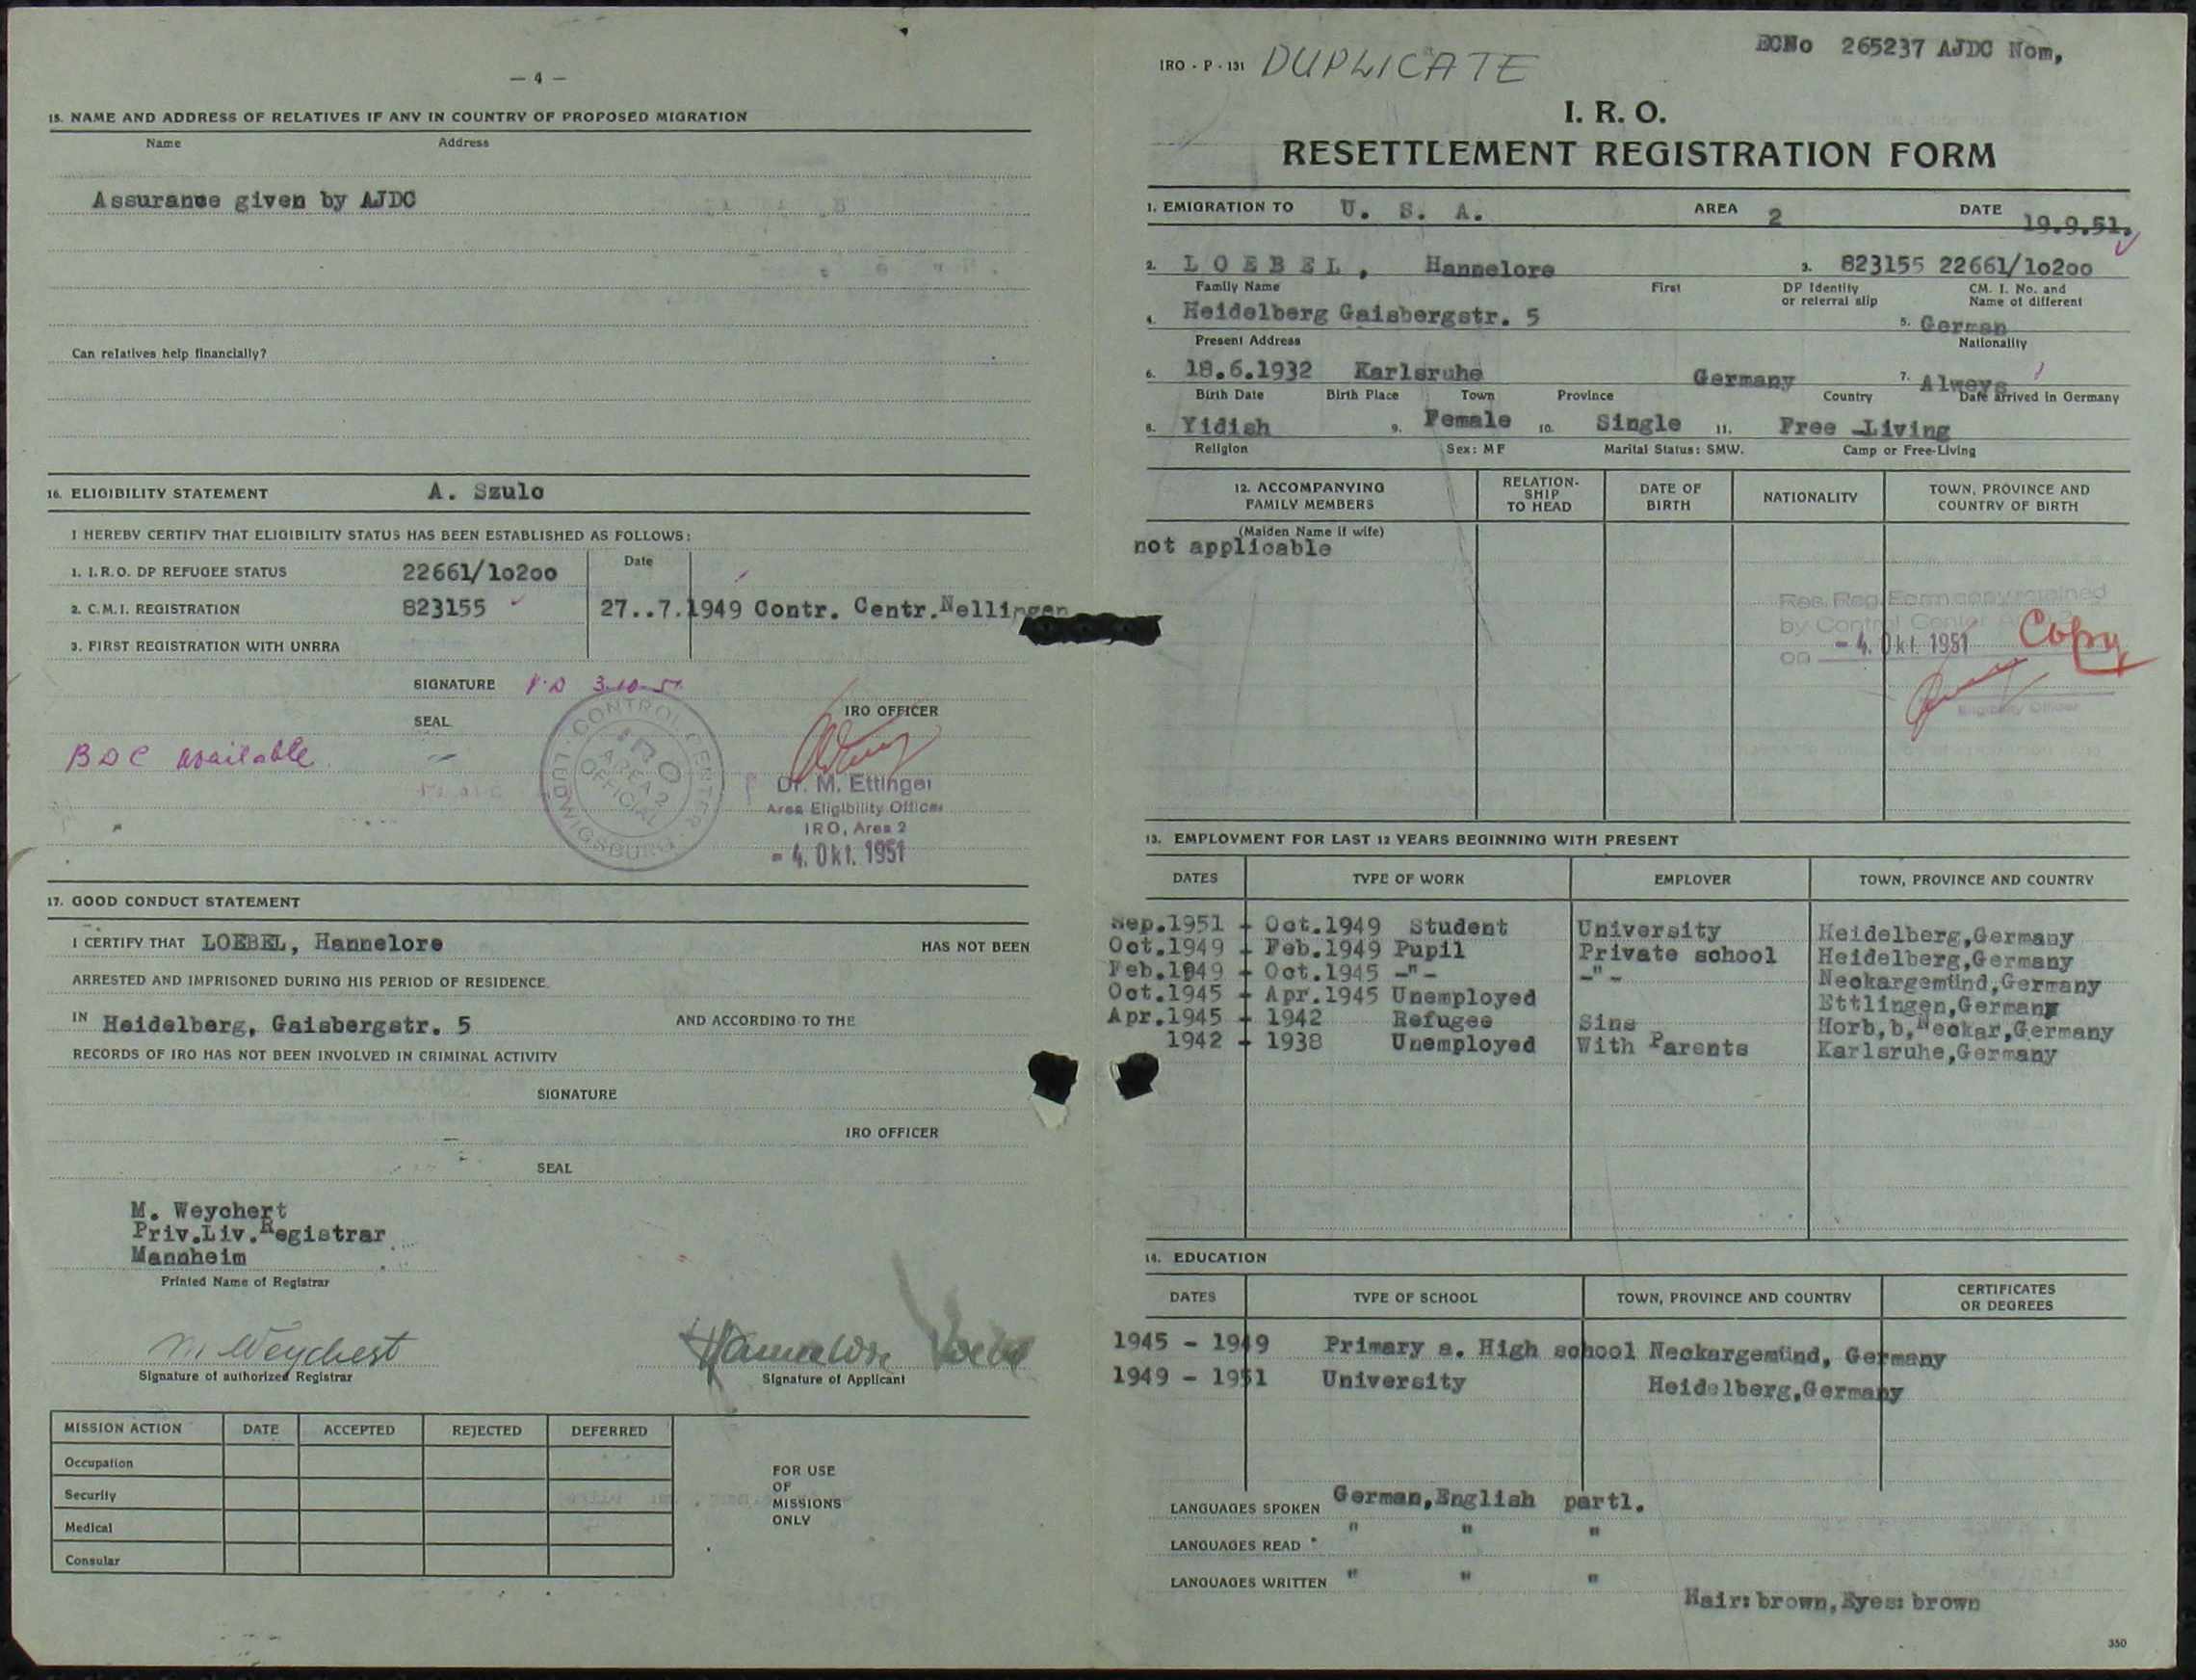 — 4 —
15. NAME AND ADDRESS OF RELATIVES IF ANY IN COUNTRY OF PROPOSED MIGRATION
Name Address
Assuranwe given by AJDC
Can relatives help financially?
16. ELIGIBILITY STATEMENT A. Szulo
I HEREBY CERTIFY THAT ELIGIBILITY STATUS HAS BEEN ESTABLISHED AS FOLLOWS:
1. I.R.O. DP REFUGEE STATUS 22661/10200 Date
2. C.M.I. REGISTRATION 823155 27..7.1949 Contr. Centr. Nellingen
3. FIRST REGISTRATION WITH UNRRA
SIGNATURE 3-10-51
SEAL IRO OFFICER
CONTROL CENTER LUDWIGSBURG
IRO AREA 2 OFFICIAL
BDC available
Dr. M. Ettinger
Area Eligibility Officer
IRO, Area 2
- 4. Okt. 1951
17. GOOD CONDUCT STATEMENT
I CERTIFY THAT LOEBEL, Hannelore HAS NOT BEEN
ARRESTED AND IMPRISONED DURING HIS PERIOD OF RESIDENCE
IN Heidelberg, Gaisbergstr. 5 AND ACCORDING TO THE
RECORDS OF IRO HAS NOT BEEN INVOLVED IN CRIMINAL ACTIVITY
SIGNATURE
IRO OFFICER
SEAL
M. Weychert
Priv.Liv.Registrar
Mannheim
Printed Name of Registrar
M Weychert Hannelore Loebel
Signature of authorized Registrar Signature of Applicant
MISSION ACTION DATE ACCEPTED REJECTED DEFERRED
Occupation
Security
Medical
Consular
FOR USE
OF
MISSIONS
ONLY
IRO - P - 131 DUPLICATE ECNo 265237 AJDC Nom,
I. R. O.
RESETTLEMENT REGISTRATION FORM
1. EMIGRATION TO U. S. A. AREA 2 DATE 19.9.51.
2. LOEBEL, Hannelore 3. 823155 22661/10200
Family Name First DP Identity or referral slip CM. I. No. and Name of different
4. Heidelberg Gaisbergstr. 5 5. German
Present Address Nationality
6. 18.6.1932 Karlsruhe Germany 7. Always
Birth Date Birth Place Town Province Country Date arrived in Germany
8. Yidish 9. Female 10. Single 11. Free -Living
Religion Sex: MF Marital Status: SMW. Camp or Free-Living
12. ACCOMPANYING FAMILY MEMBERS RELATION-SHIP TO HEAD DATE OF BIRTH NATIONALITY TOWN, PROVINCE AND COUNTRY OF BIRTH
(Maiden Name if wife)
not applicable
Res. Reg. Form copy retained
by Control Center
on - 4. Okt. 1951 Copy
Eligibility Officer
13. EMPLOYMENT FOR LAST 12 YEARS BEGINNING WITH PRESENT
DATES TYPE OF WORK EMPLOYER TOWN, PROVINCE AND COUNTRY
Sep.1951 - Oct.1949 Student University Heidelberg,Germany
Oct.1949 - Feb.1949 Pupil Private school Heidelberg,Germany
Feb.1949 - Oct.1945 -"- -"- Neckargemünd,Germany
Oct.1945 - Apr.1945 Unemployed Ettlingen,Germany
Apr.1945 - 1942 Refugee Sine Horb,b,Neckar,Germany
1942 - 1938 Unemployed With Parents Karlsruhe,Germany
14. EDUCATION
DATES TYPE OF SCHOOL TOWN, PROVINCE AND COUNTRY CERTIFICATES OR DEGREES
1945 - 1949 Primary a. High school Neckargemünd, Germany
1949 - 1951 University Heidelberg,Germany
LANGUAGES SPOKEN German,English partl.
LANGUAGES READ " " " "
LANGUAGES WRITTEN " " "
Hair: brown, Eyes: brown
350